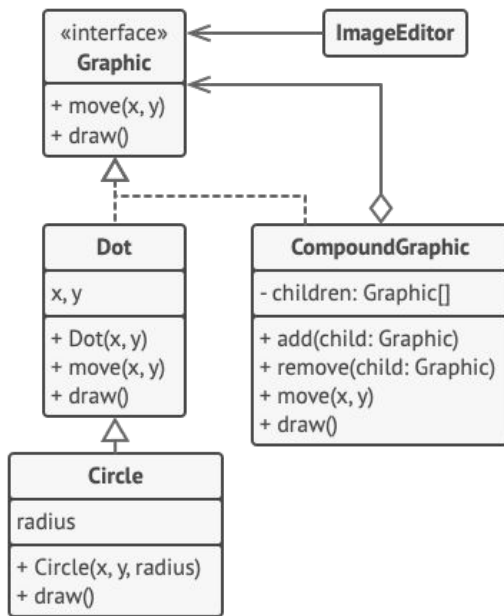 «interface»
Graphic
+ move(x, y)
+ draw()
ImageEditor
Dot
x, y
+ Dot(x, y)
+ move(x, y)
+ draw()
CompoundGraphic
- children: Graphic[]
+ add(child: Graphic)
+ remove(child: Graphic)
+ move(x, y)
+ draw()
Circle
radius
+ Circle(x, y, radius)
+ draw()